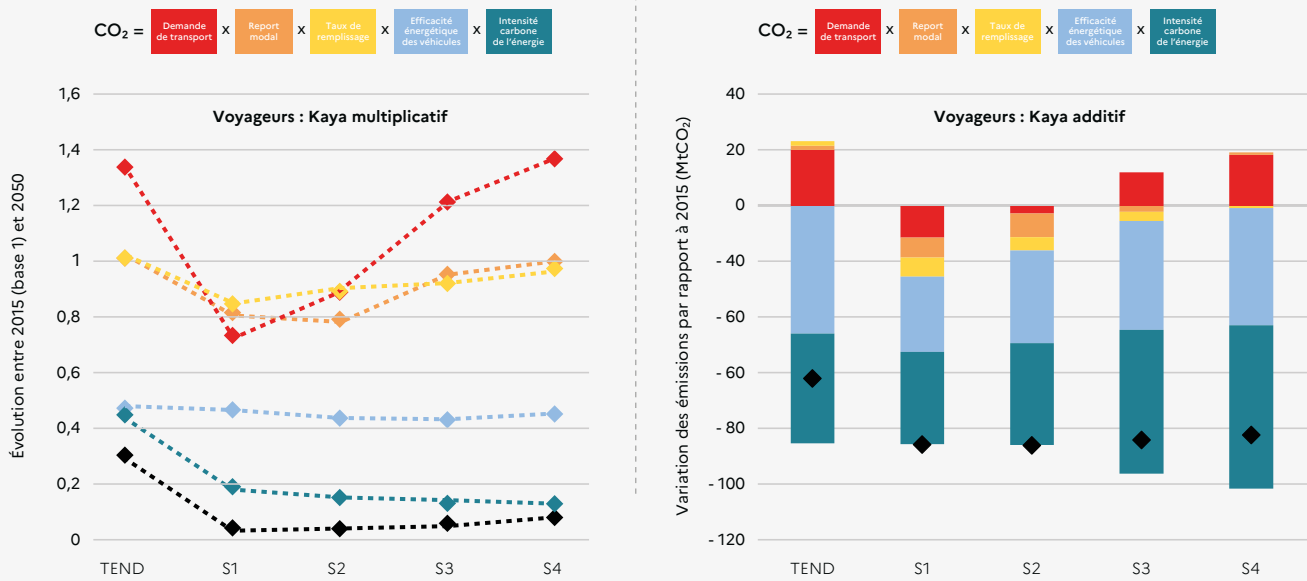 CO₂ = Demande de transport x Report modal x Taux de remplissage x Efficacité énergétique des véhicules x Intensité carbone de l'énergie
Voyageurs : Kaya multiplicatif
Évolution entre 2015 (base 1) et 2050
1,6
1,4
1,2
1
0,8
0,6
0,4
0,2
0
TEND S1 S2 S3 S4
CO₂ = Demande de transport x Report modal x Taux de remplissage x Efficacité énergétique des véhicules x Intensité carbone de l'énergie
Voyageurs : Kaya additif
Variation des émissions par rapport à 2015 (MtCO₂)
40
20
0
- 40
- 60
- 60
- 80
- 100
- 120
TEND S1 S2 S3 S4